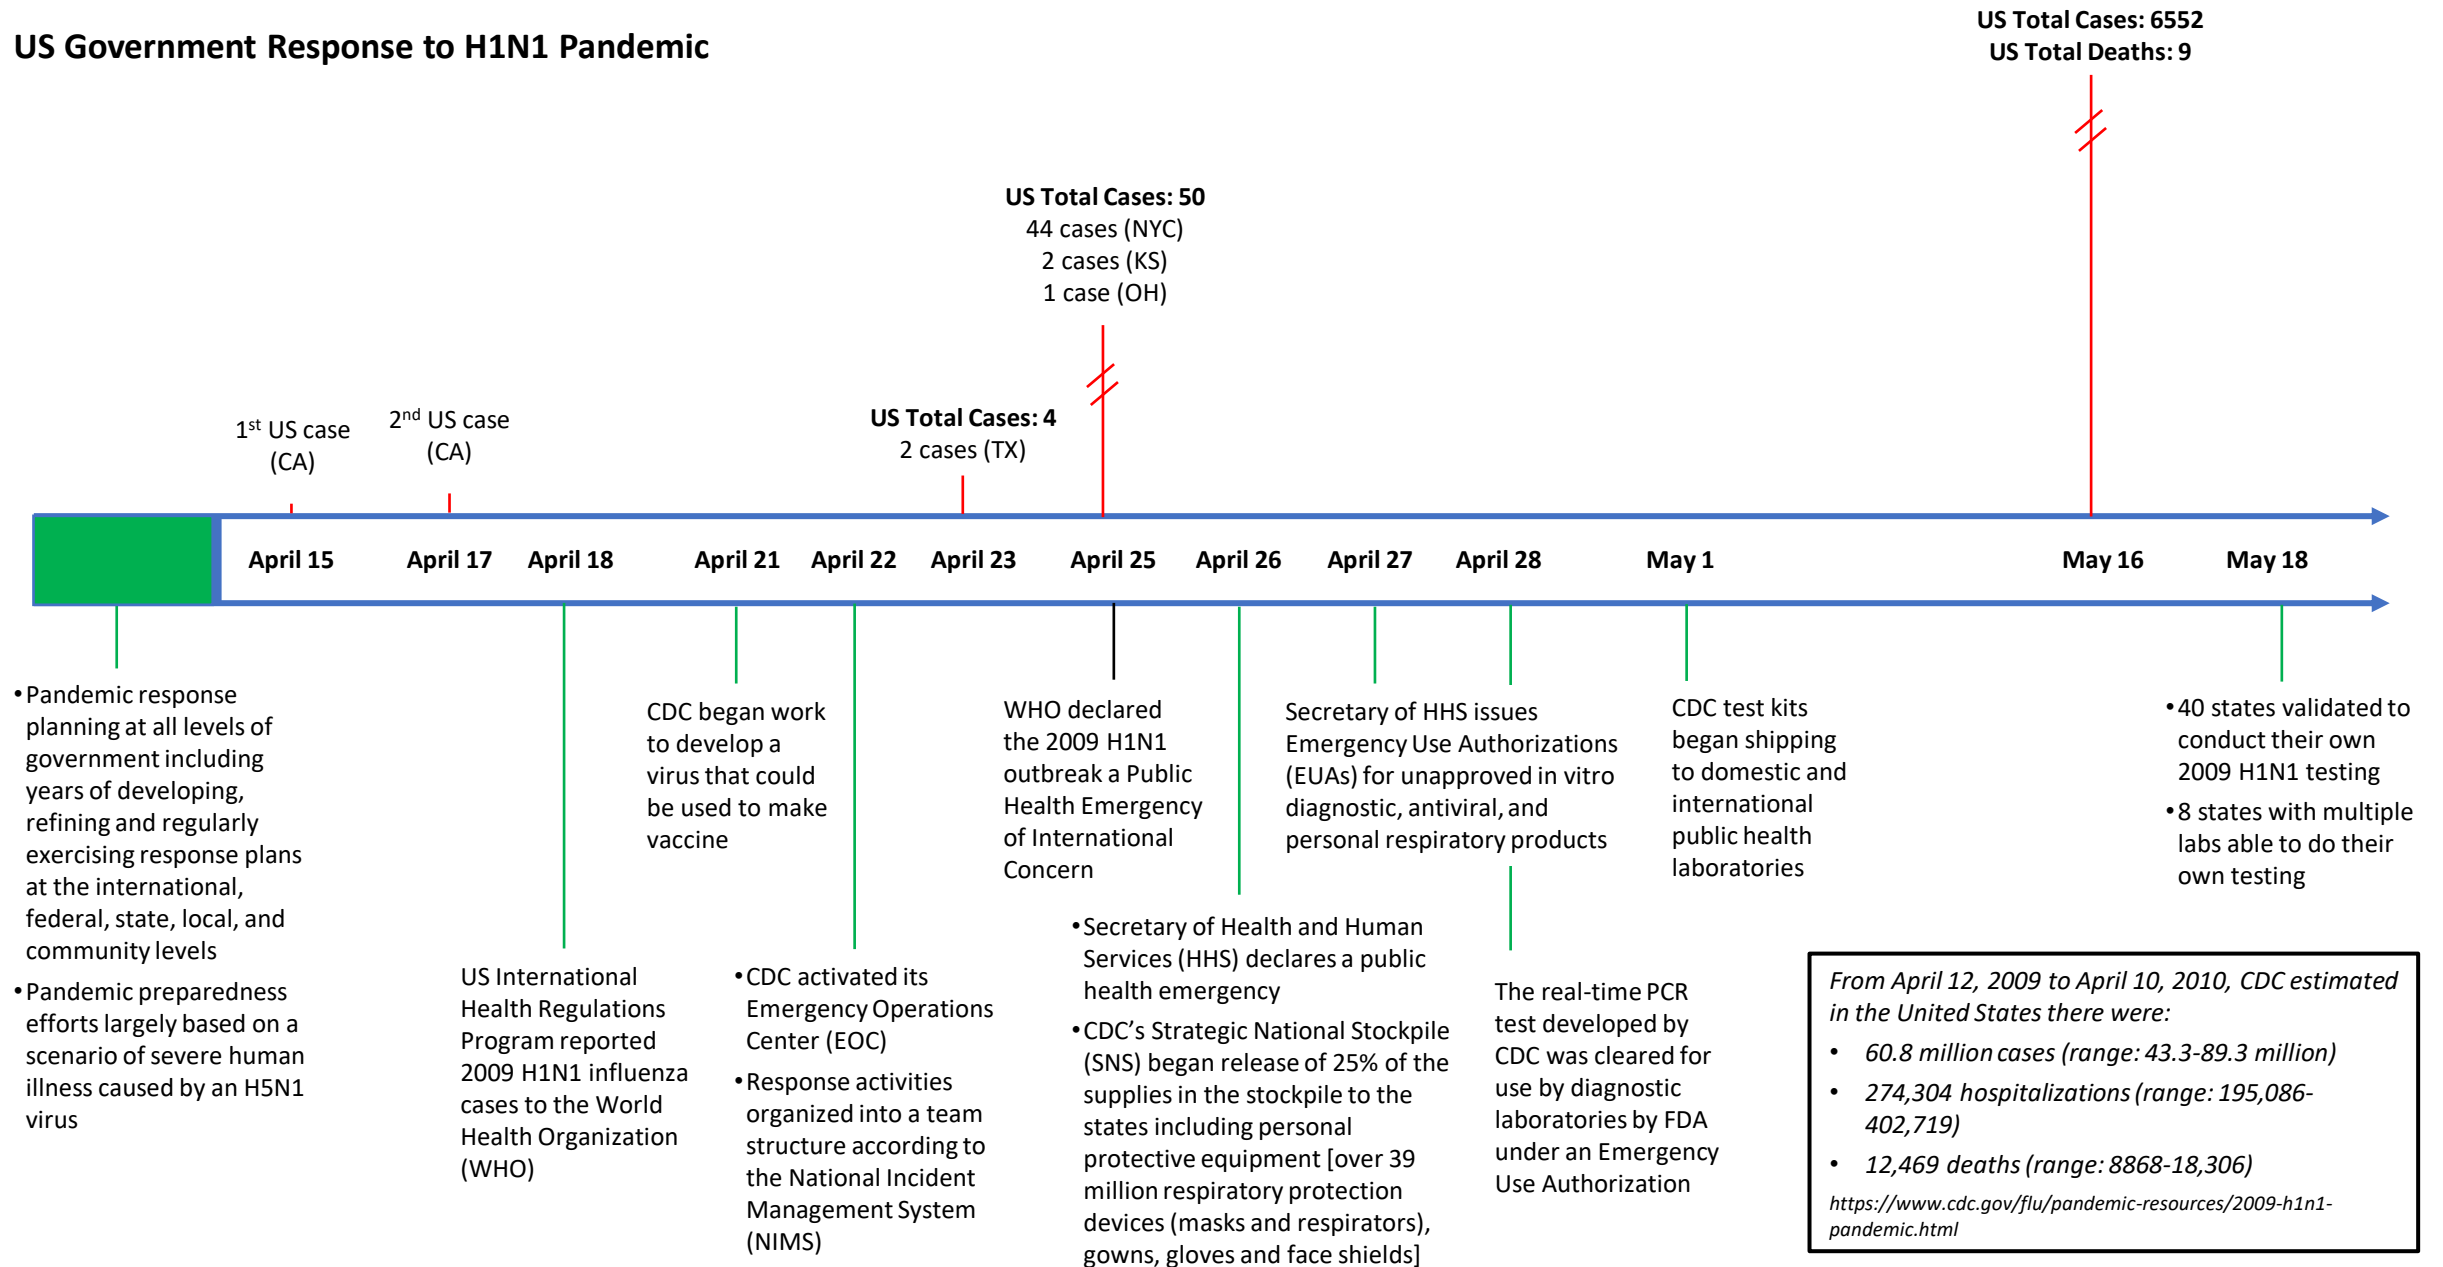 US Government Response to H1N1 Pandemic
US Total Cases: 6552
US Total Deaths: 9
US Total Cases: 50
44 cases (NYC)
2 cases (KS)
1 case (OH)
1st US case
(CA)
2nd US case
(CA)
US Total Cases: 4
2 cases (TX)
April 15
April 17
April 18
April 21
April 22
April 23
April 25
April 26
April 27
April 28
May 1
May 16
May 18
•Pandemic response
planning at all levels of
government including
years of developing,
refining and regularly
exercising response plans
at the international,
federal, state, local, and
community levels
•Pandemic preparedness
efforts largely based on a
scenario of severe human
illness caused by an H5N1
virus
US International
Health Regulations
Program reported
2009 H1N1 influenza
cases to the World
Health Organization
(WHO)
CDC began work
to develop a
virus that could
be used to make
vaccine
•CDC activated its
Emergency Operations
Center (EOC)
•Response activities
organized into a team
structure according to
the National Incident
Management System
(NIMS)
WHO declared
the 2009 H1N1
outbreak a Public
Health Emergency
of International
Concern
•Secretary of Health and Human
Services (HHS) declares a public
health emergency
•CDC’s Strategic National Stockpile
(SNS) began release of 25% of the
supplies in the stockpile to the
states including personal
protective equipment [over 39
million respiratory protection
devices (masks and respirators),
gowns, gloves and face shields]
Secretary of HHS issues
Emergency Use Authorizations
(EUAs) for unapproved in vitro
diagnostic, antiviral, and
personal respiratory products
The real-time PCR
test developed by
CDC was cleared for
use by diagnostic
laboratories by FDA
under an Emergency
Use Authorization
CDC test kits
began shipping
to domestic and
international
public health
laboratories
•40 states validated to
conduct their own
2009 H1N1 testing
•8 states with multiple
labs able to do their
own testing
From April 12, 2009 to April 10, 2010, CDC estimated
in the United States there were:
• 60.8 million cases (range: 43.3-89.3 million)
• 274,304 hospitalizations (range: 195,086-
402,719)
• 12,469 deaths (range: 8868-18,306)
https://www.cdc.gov/flu/pandemic-resources/2009-h1n1-
pandemic.html